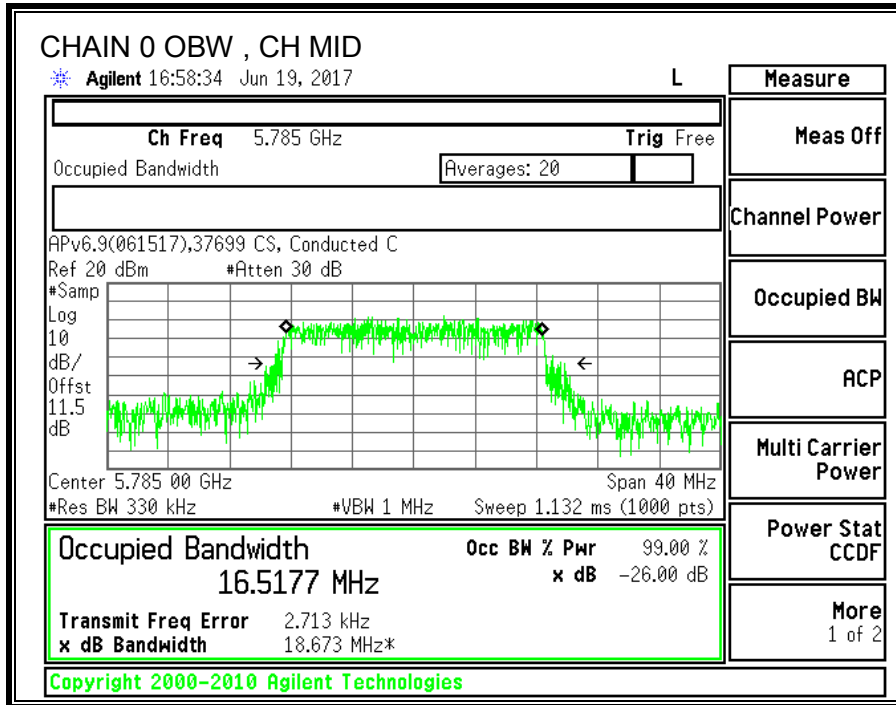 CHAIN 0 OBW , CH MID
Agilent 16:58:34 Jun 19, 2017 L
Ch Freq 5.785 GHz Trig Free
Occupied Bandwidth Averages: 20
APv6.9(061517),37699 CS, Conducted C
Ref 20 dBm #Atten 30 dB
#Samp
Log
10
dB/
Offst
11.5
dB
Center 5.785 00 GHz Span 40 MHz
#Res BW 330 kHz #VBW 1 MHz Sweep 1.132 ms (1000 pts)
Occupied Bandwidth Occ BW % Pwr 99.00 %
16.5177 MHz x dB -26.00 dB
Transmit Freq Error 2.713 kHz
x dB Bandwidth 18.673 MHz*
Copyright 2000-2010 Agilent Technologies
Measure
Meas Off
Channel Power
Occupied BW
ACP
Multi Carrier
Power
Power Stat
CCDF
More
1 of 2